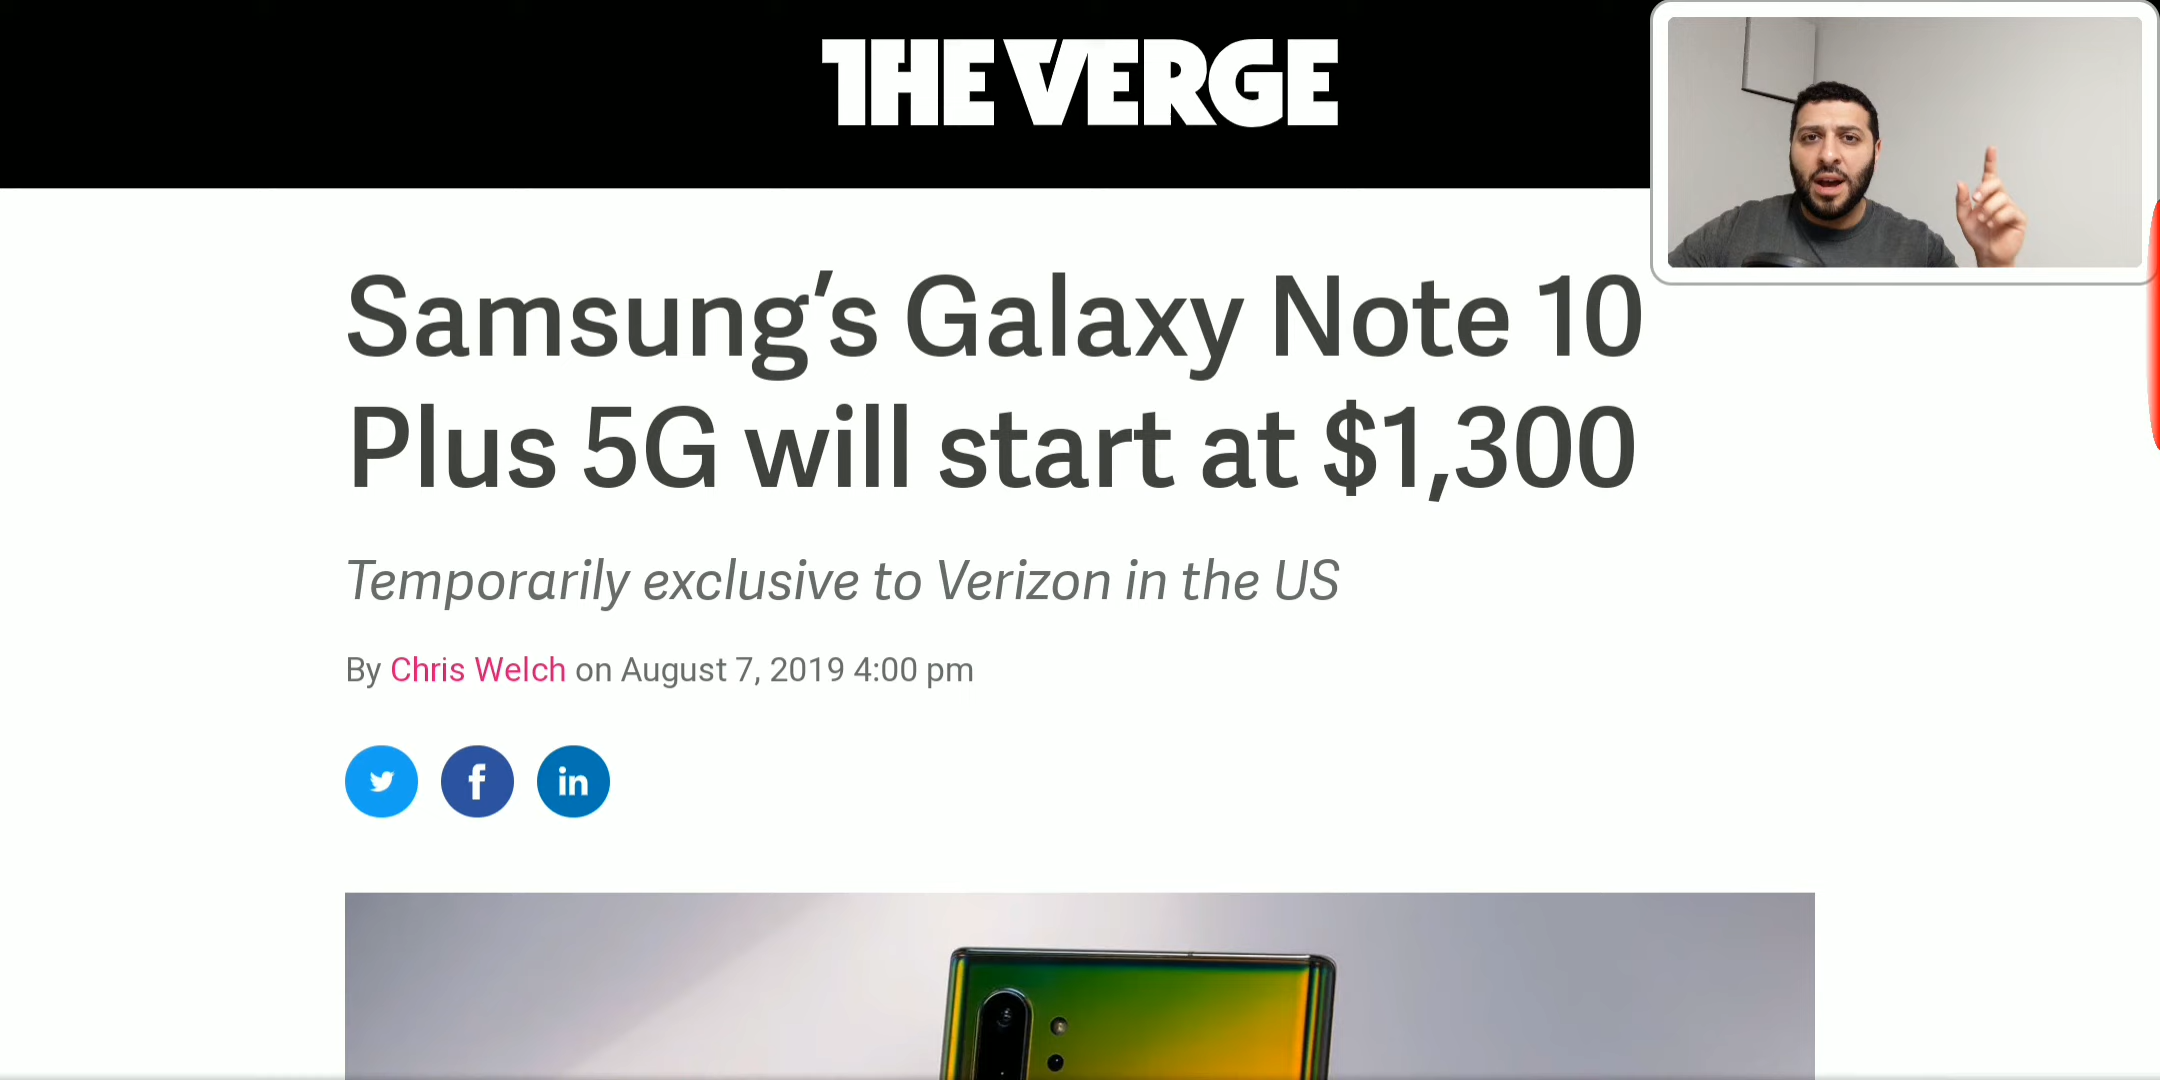 THE VERGE
Samsung’s Galaxy Note 10
Plus 5G will start at $1,300
Temporarily exclusive to Verizon in the US
By Chris Welch on August 7, 2019 4:00 pm
f
in